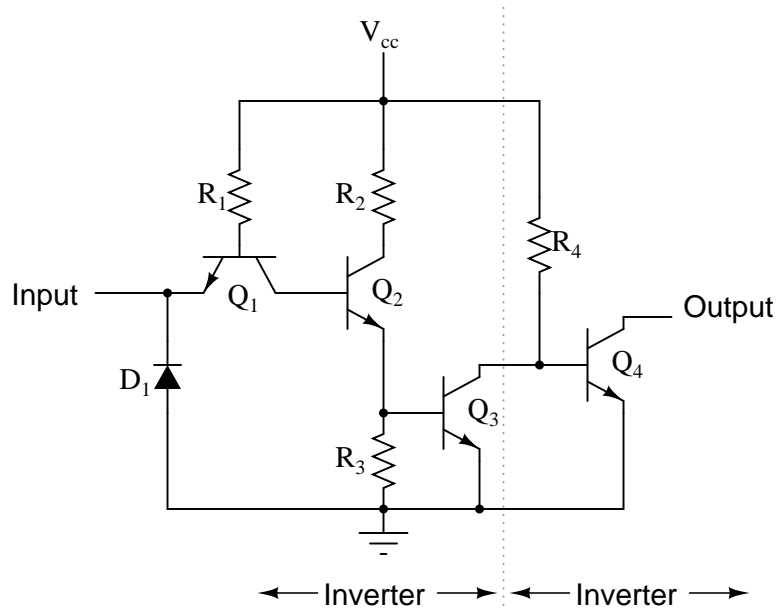 Vcc
R1
R2
R4
Input
Q1
Q2
Output
D1
Q4
Q3
R3
Inverter
Inverter